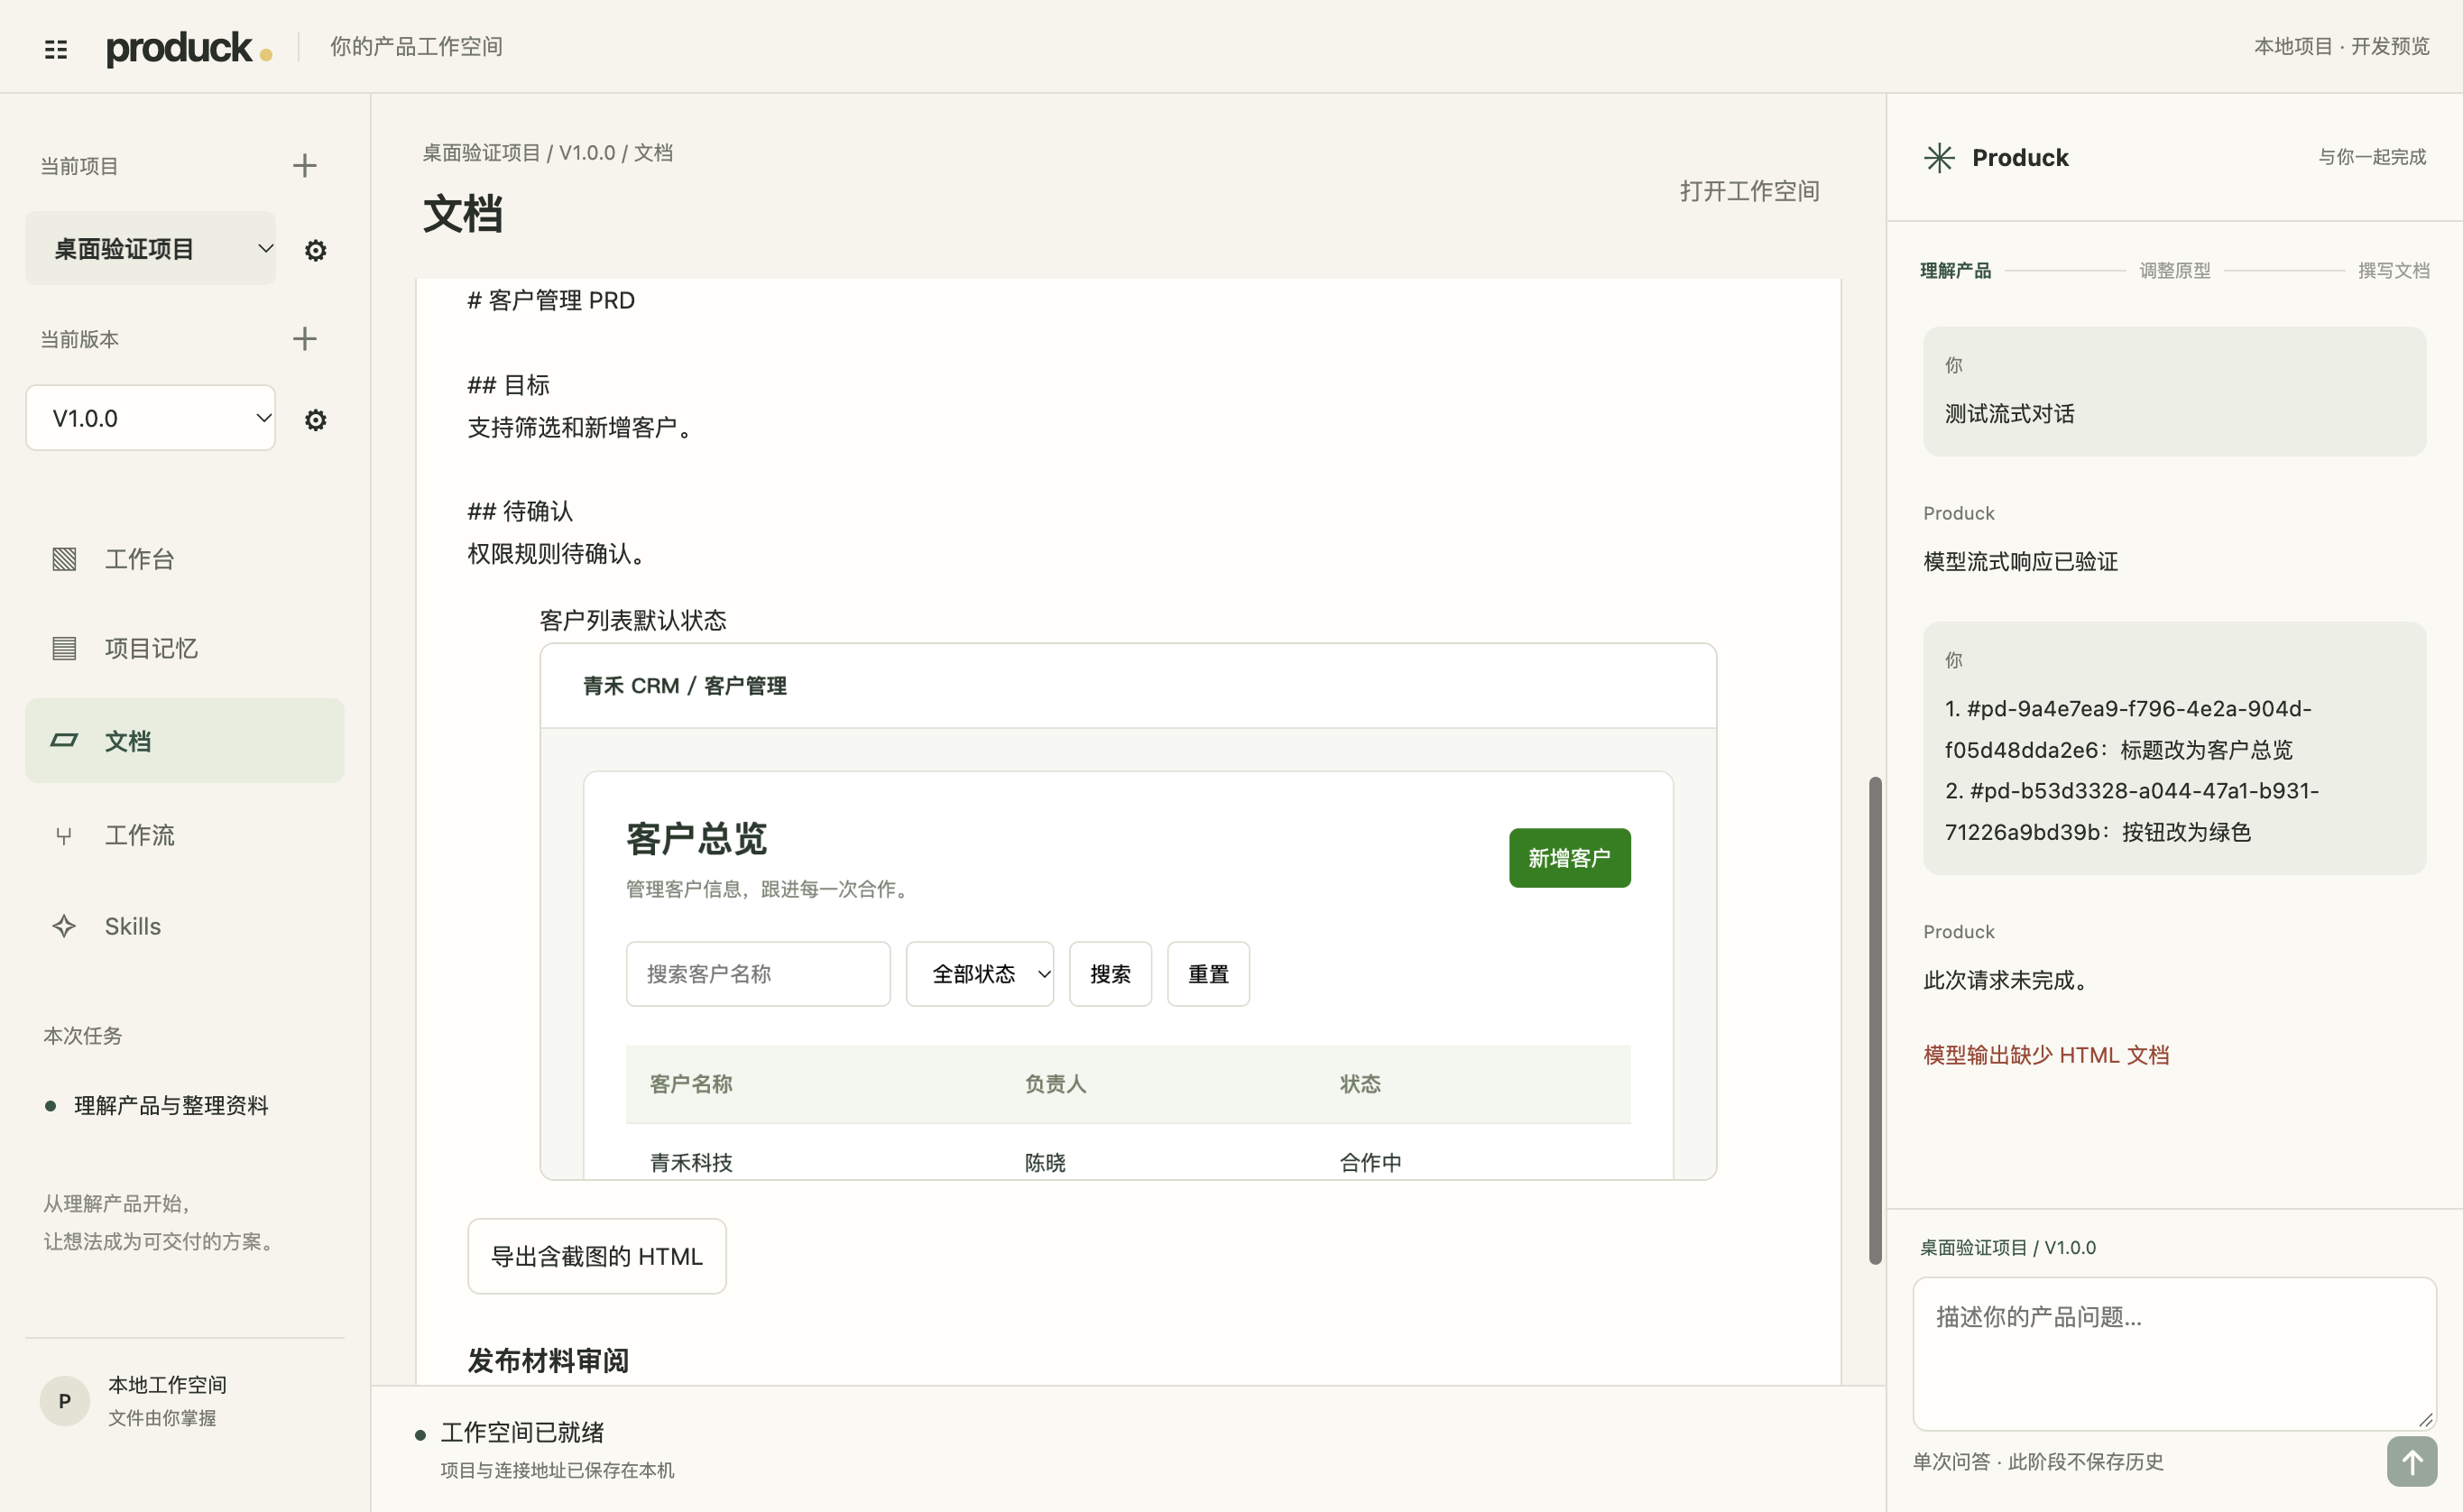 produck
你的产品工作空间
本地项目 · 开发预览
当前项目
桌面验证项目
当前版本
V1.0.0
工作台
项目记忆
文档
工作流
Skills
本次任务
理解产品与整理资料
从理解产品开始，
让想法成为可交付的方案。
P
本地工作空间
文件由你掌握
桌面验证项目 / V1.0.0 / 文档
文档
打开工作空间
# 客户管理 PRD
## 目标
支持筛选和新增客户。
## 待确认
权限规则待确认。
客户列表默认状态
青禾 CRM / 客户管理
客户总览
管理客户信息，跟进每一次合作。
新增客户
搜索客户名称
全部状态
搜索
重置
客户名称 负责人 状态
青禾科技 陈晓 合作中
导出含截图的 HTML
发布材料审阅
工作空间已就绪
项目与连接地址已保存在本机
Produck
与你一起完成
理解产品 调整原型 撰写文档
你
测试流式对话
Produck
模型流式响应已验证
你
1. #pd-9a4e7ea9-f796-4e2a-904d-
f05d48dda2e6：标题改为客户总览
2. #pd-b53d3328-a044-47a1-b931-
71226a9bd39b：按钮改为绿色
Produck
此次请求未完成。
模型输出缺少 HTML 文档
桌面验证项目 / V1.0.0
描述你的产品问题...
单次问答 · 此阶段不保存历史